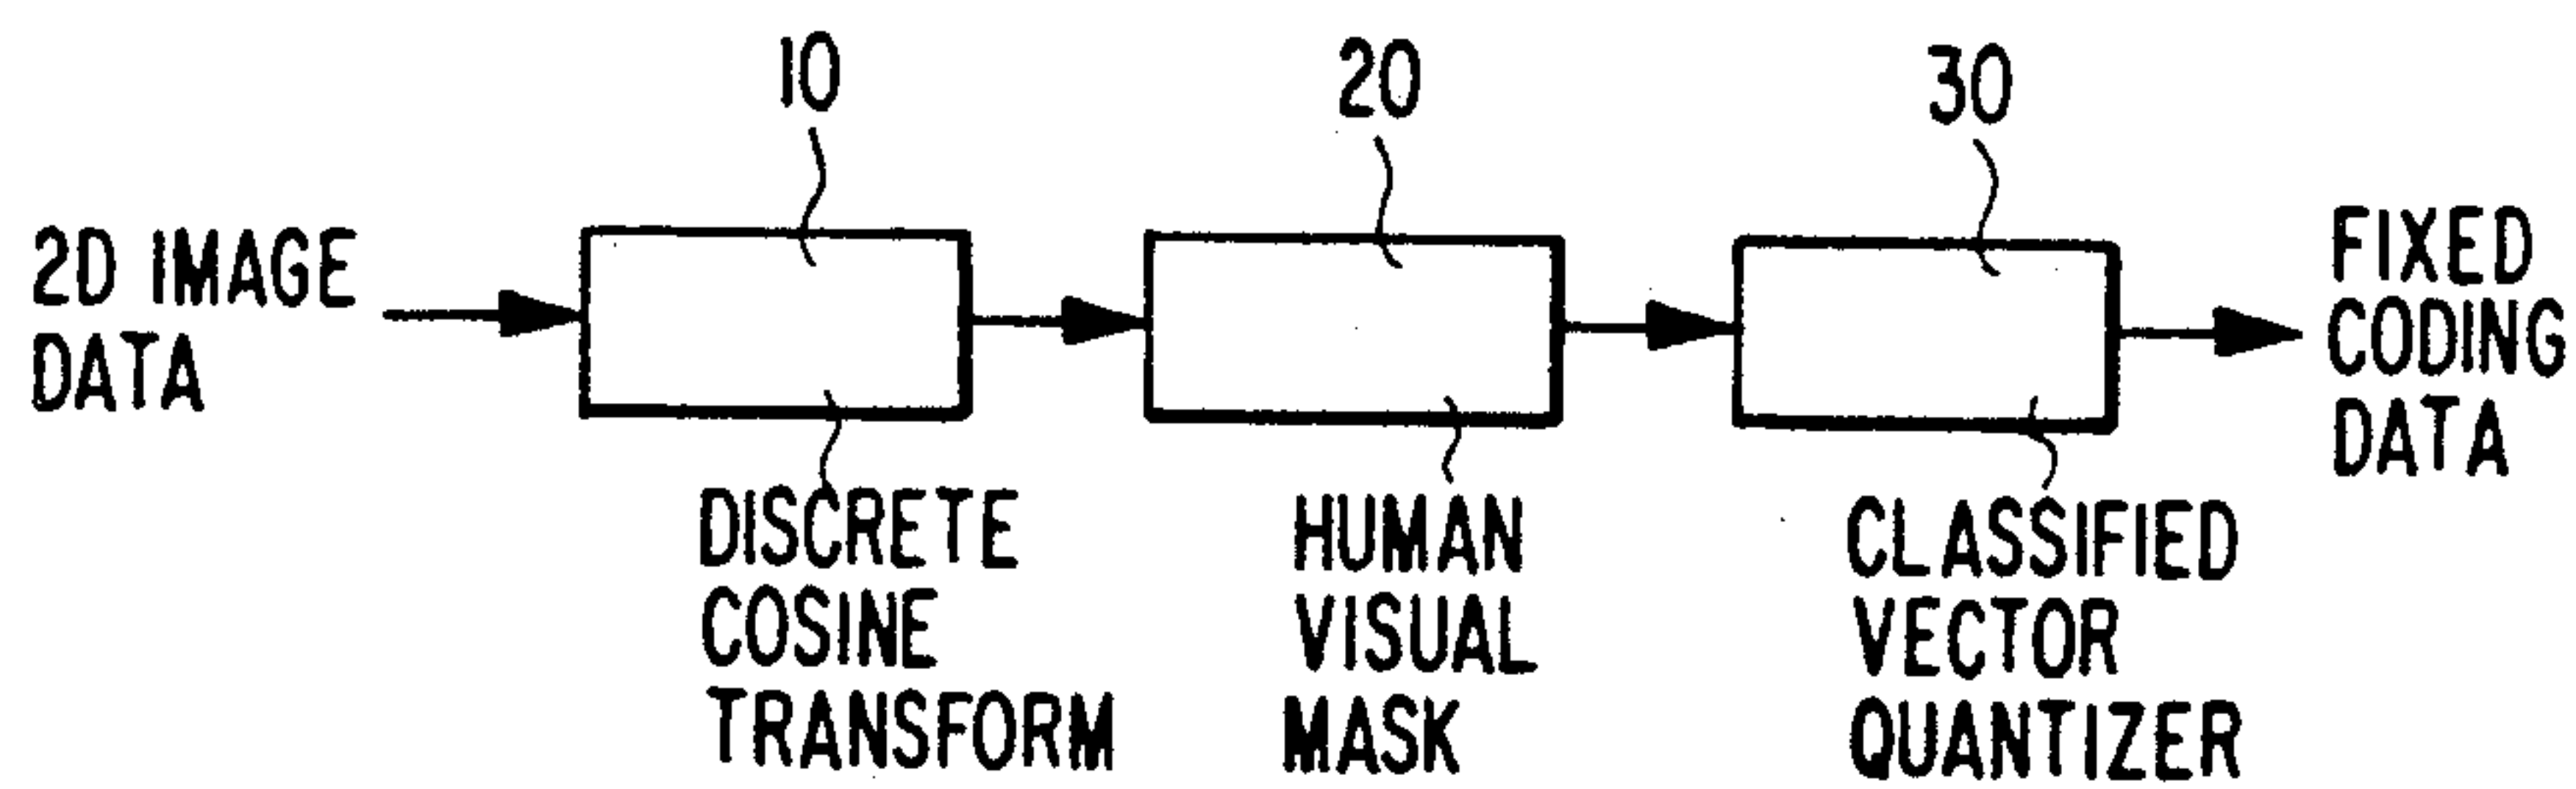 10
20
30
2D IMAGE
DATA
FIXED
CODING
DATA
DISCRETE
COSINE
TRANSFORM
HUMAN
VISUAL
MASK
CLASSIFIED
VECTOR
QUANTIZER